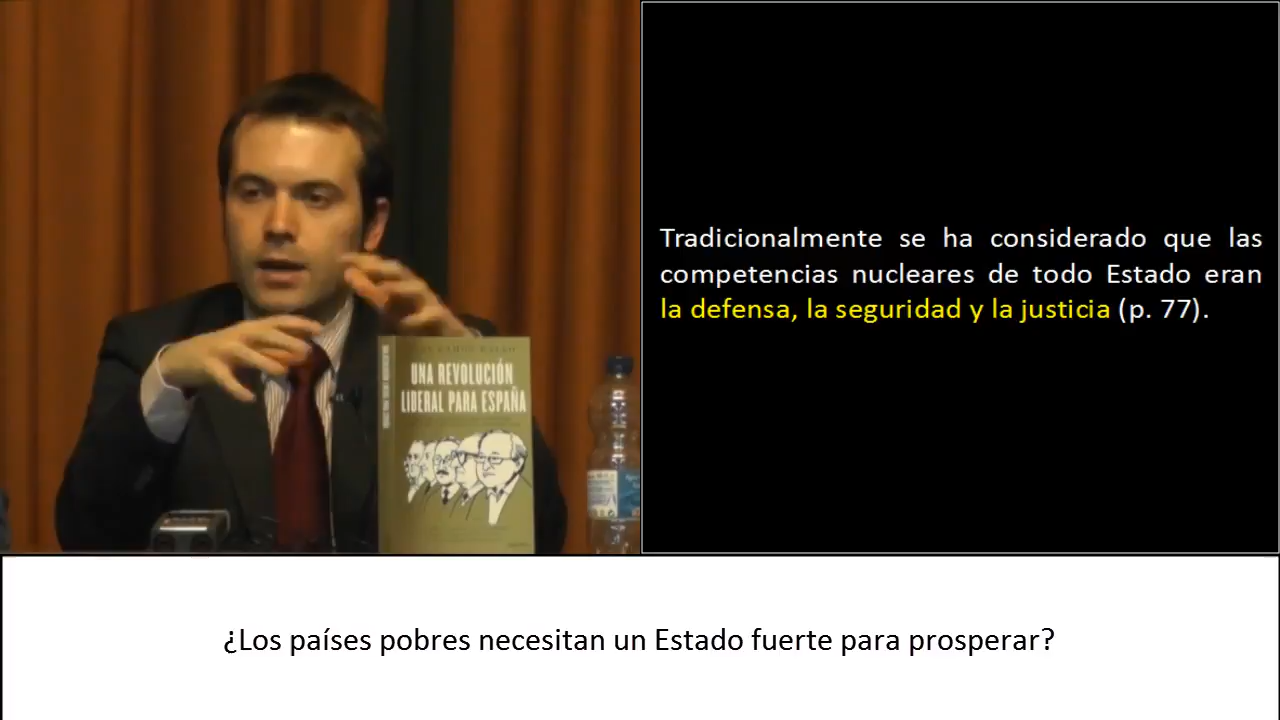 UNA REVOLUCIÓN
LIBERAL PARA ESPAÑA
Tradicionalmente se ha considerado que las
competencias nucleares de todo Estado eran
la defensa, la seguridad y la justicia (p. 77).
¿Los países pobres necesitan un Estado fuerte para prosperar?